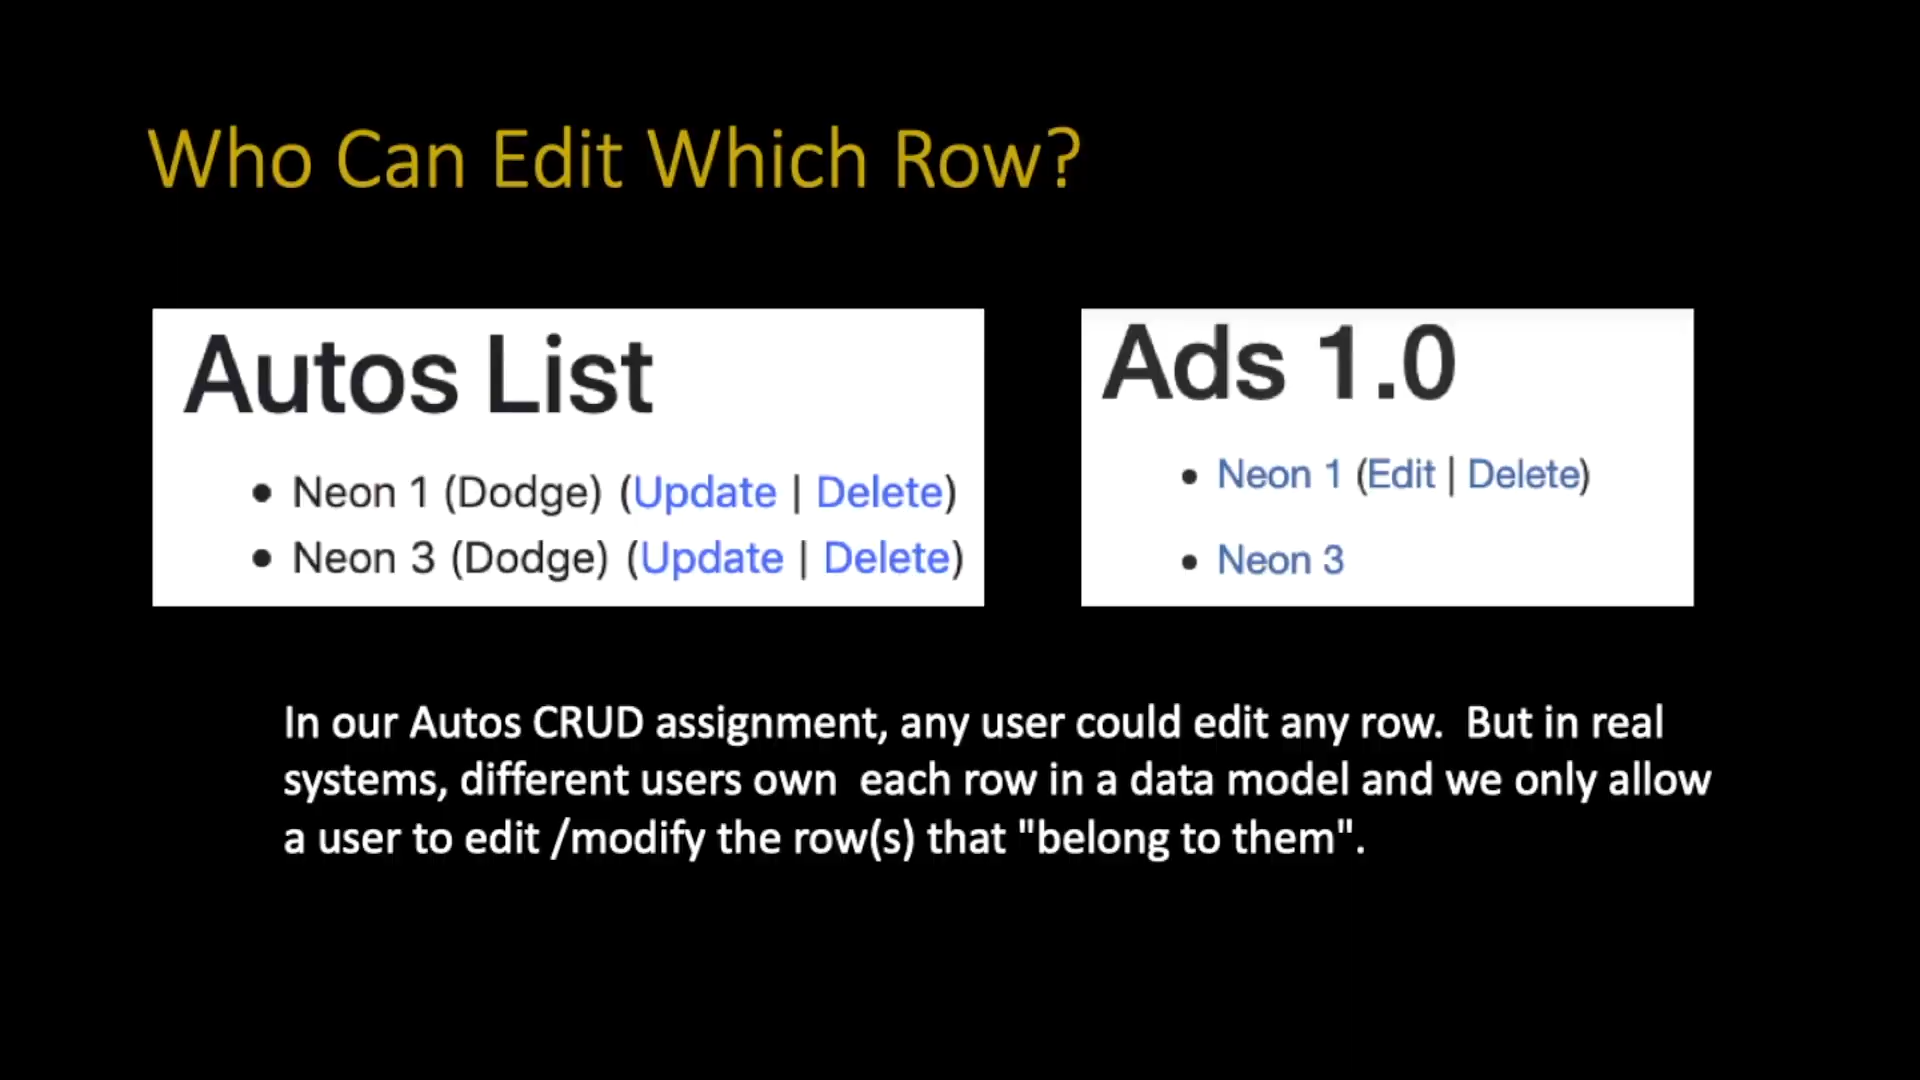 Who Can Edit Which Row?
Autos List
• Neon 1 (Dodge) (Update | Delete)
• Neon 3 (Dodge) (Update | Delete)
Ads 1.0
• Neon 1 (Edit | Delete)
• Neon 3
In our Autos CRUD assignment, any user could edit any row.  But in real
systems, different users own  each row in a data model and we only allow
a user to edit /modify the row(s) that "belong to them".